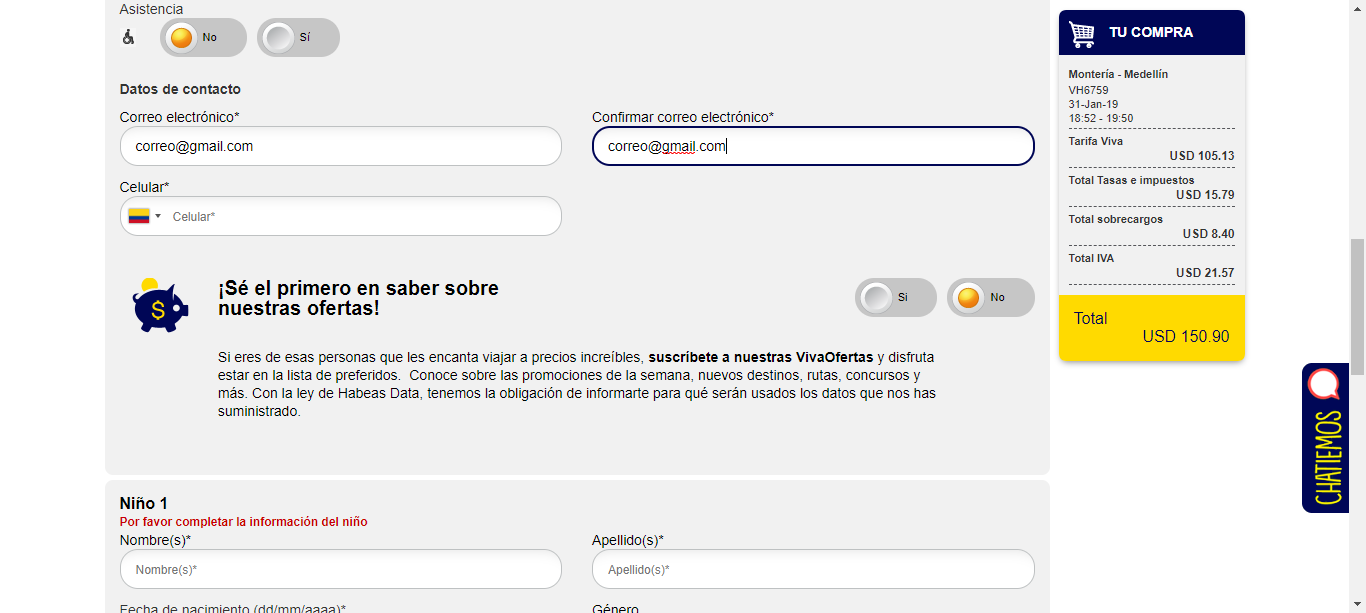 Asistencia
No
Sí
Datos de contacto
Correo electrónico*
Confirmar correo electrónico*
correo@gmail.com
correo@gmail.com
Celular*
Celular*
$
¡Sé el primero en saber sobre
nuestras ofertas!
Si
No
Si eres de esas personas que les encanta viajar a precios increíbles, suscríbete a nuestras VivaOfertas y disfruta
estar en la lista de preferidos.  Conoce sobre las promociones de la semana, nuevos destinos, rutas, concursos y
más. Con la ley de Habeas Data, tenemos la obligación de informarte para qué serán usados los datos que nos has
suministrado.
Niño 1
Por favor completar la información del niño
Nombre(s)*
Apellido(s)*
Nombre(s)*
Apellido(s)*
Fecha de nacimiento (dd/mm/aaaa)*
Género
TU COMPRA
Montería - Medellín
VH6759
31-Jan-19
18:52 - 19:50
Tarifa Viva
USD 105.13
Total Tasas e impuestos
USD 15.79
Total sobrecargos
USD 8.40
Total IVA
USD 21.57
Total
USD 150.90
CHATIEMOS